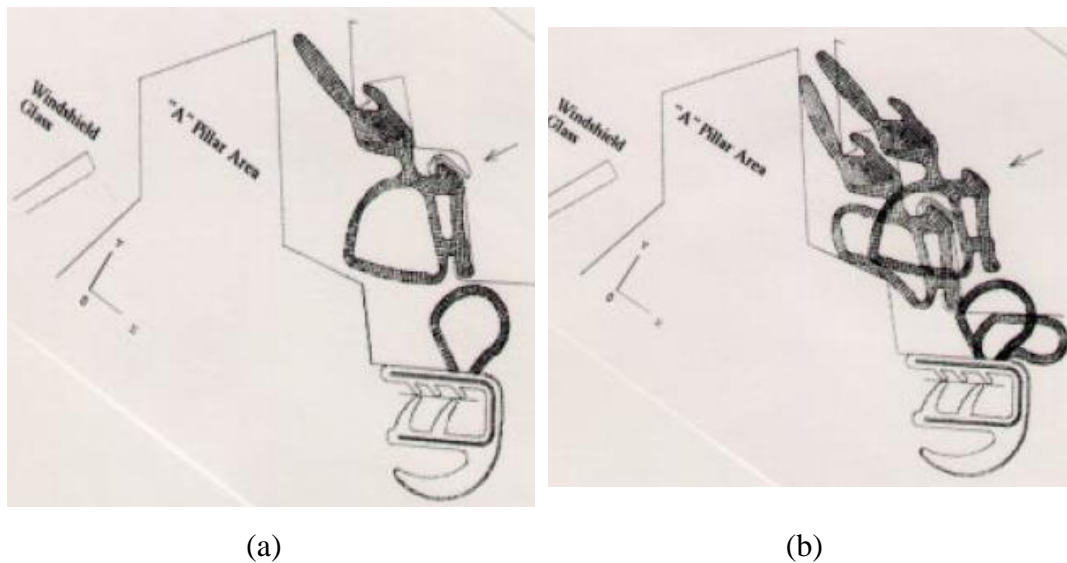 Windshield
Glass
"A" Pillar Area
Windshield
Glass
"A" Pillar Area
(a)
(b)